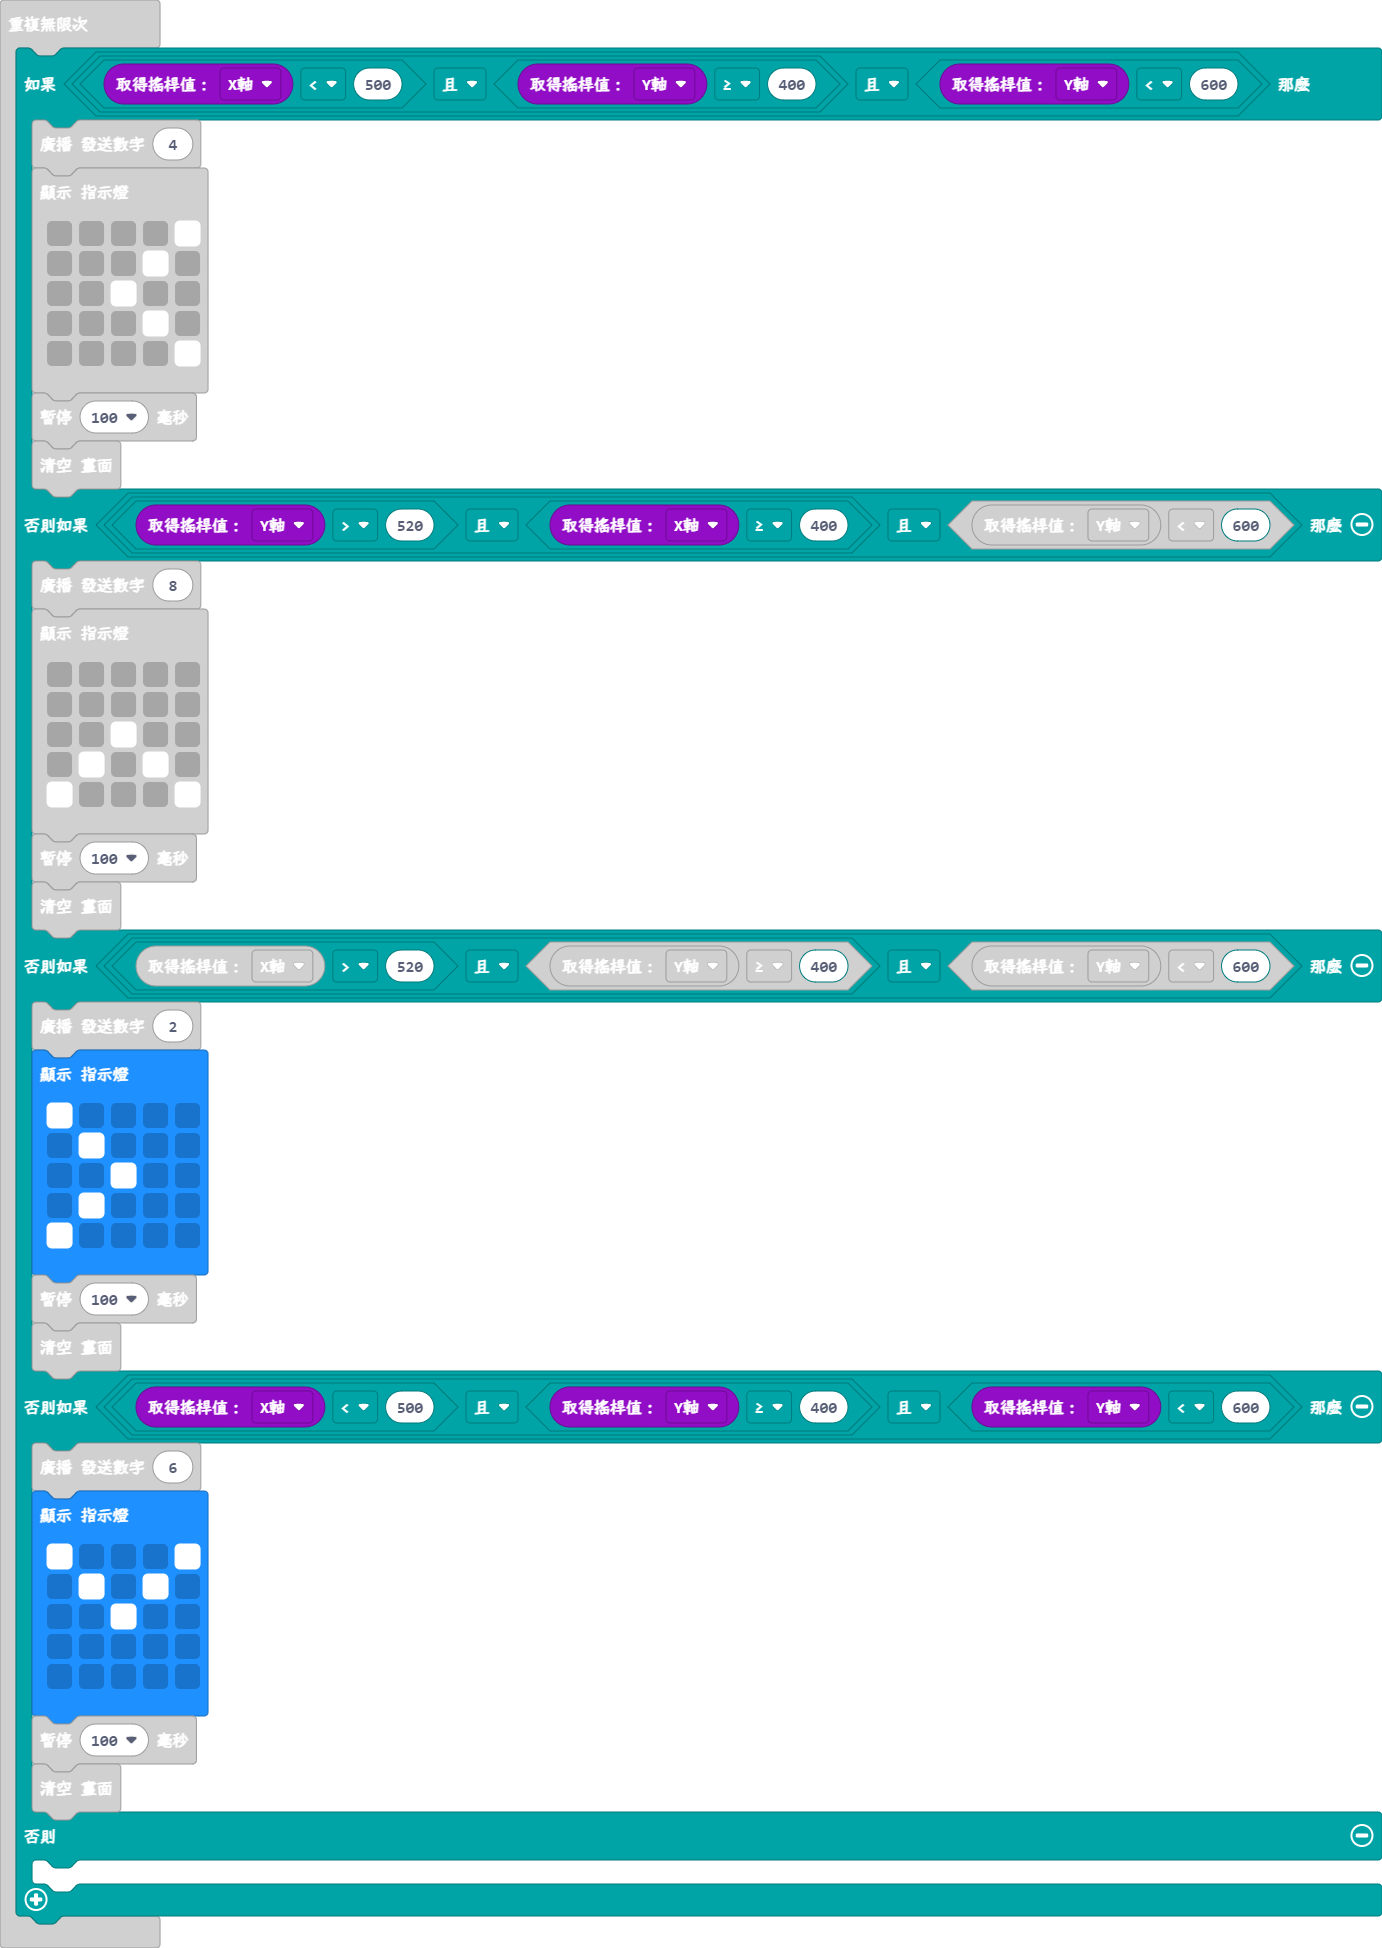 重複無限次
如果 取得搖桿值： X軸 < 500 且 取得搖桿值： Y軸 ≥ 400 且 取得搖桿值： Y軸 < 600 那麼
廣播 發送數字 4
顯示 指示燈
暫停 100 毫秒
清空 畫面
否則如果 取得搖桿值： Y軸 > 520 且 取得搖桿值： X軸 ≥ 400 且 取得搖桿值： Y軸 < 600 那麼
廣播 發送數字 8
顯示 指示燈
暫停 100 毫秒
清空 畫面
否則如果 取得搖桿值： X軸 > 520 且 取得搖桿值： Y軸 ≥ 400 且 取得搖桿值： Y軸 < 600 那麼
廣播 發送數字 2
顯示 指示燈
暫停 100 毫秒
清空 畫面
否則如果 取得搖桿值： X軸 < 500 且 取得搖桿值： Y軸 ≥ 400 且 取得搖桿值： Y軸 < 600 那麼
廣播 發送數字 6
顯示 指示燈
暫停 100 毫秒
清空 畫面
否則